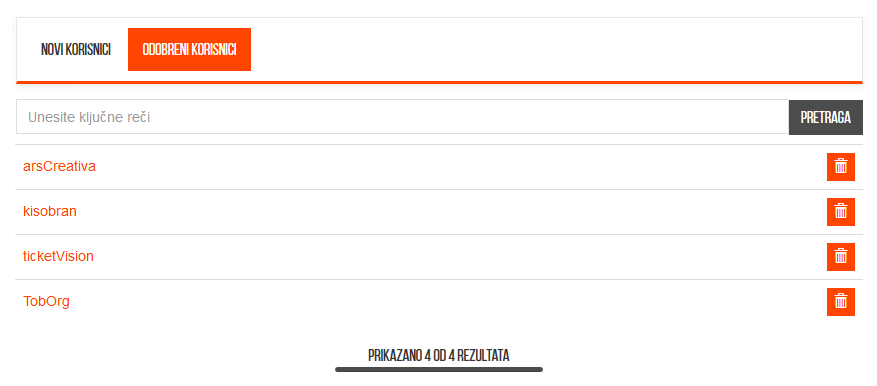 NOVI KORISNICI
ODOBRENI KORISNICI
Unesite ključne reči
PRETRAGA
arsCreativa
kisobran
ticketVision
TobOrg
PRIKAZANO 4 OD 4 REZULTATA